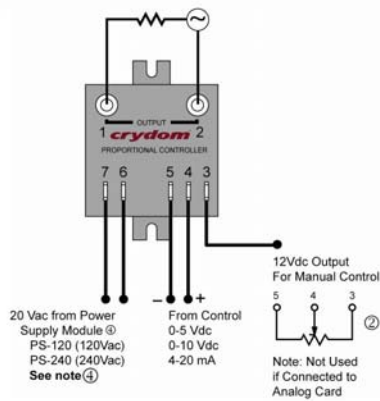 OUTPUT
1 crydom 2
PROPORTIONAL CONTROLLER
7 6 5 4 3
– +
20 Vac from Power
Supply Module ④
PS-120 (120Vac)
PS-240 (240Vac)
See note ④
From Control
0-5 Vdc
0-10 Vdc
4-20 mA
12Vdc Output
For Manual Control
5 4 3
②
Note: Not Used
if Connected to
Analog Card